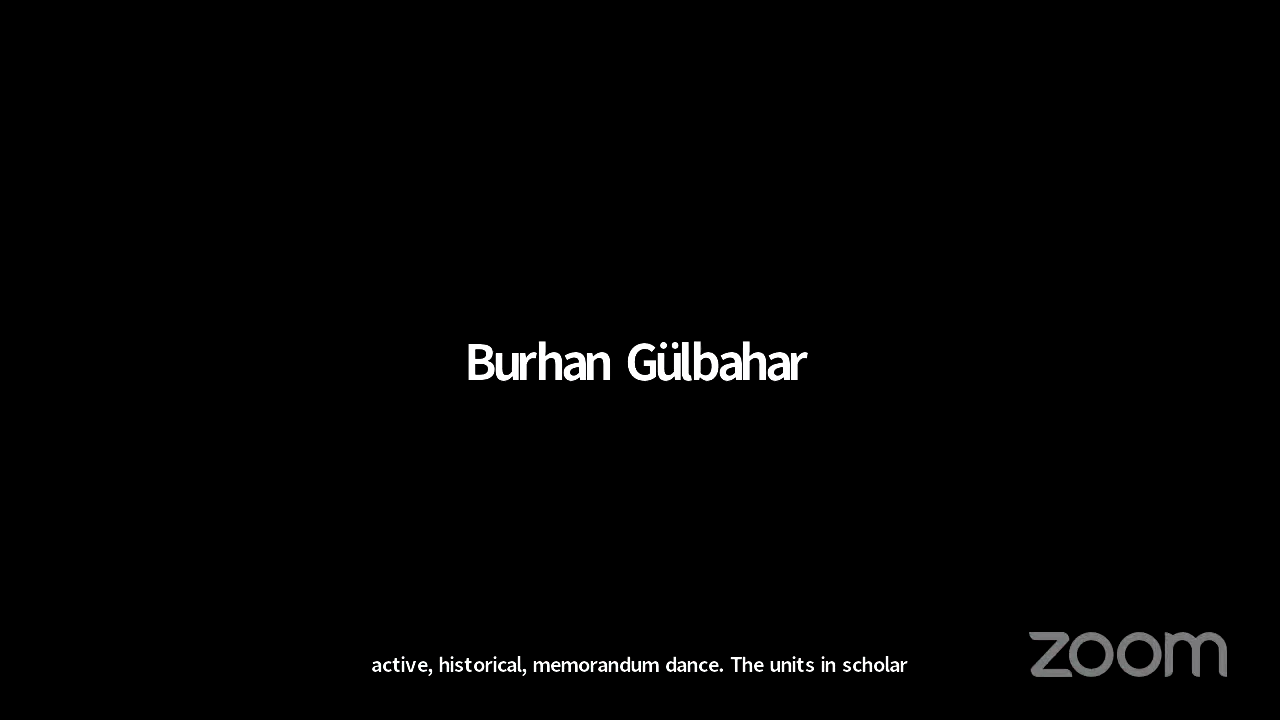 Burhan Gülbahar
active, historical, memorandum dance. The units in scholar
zoom